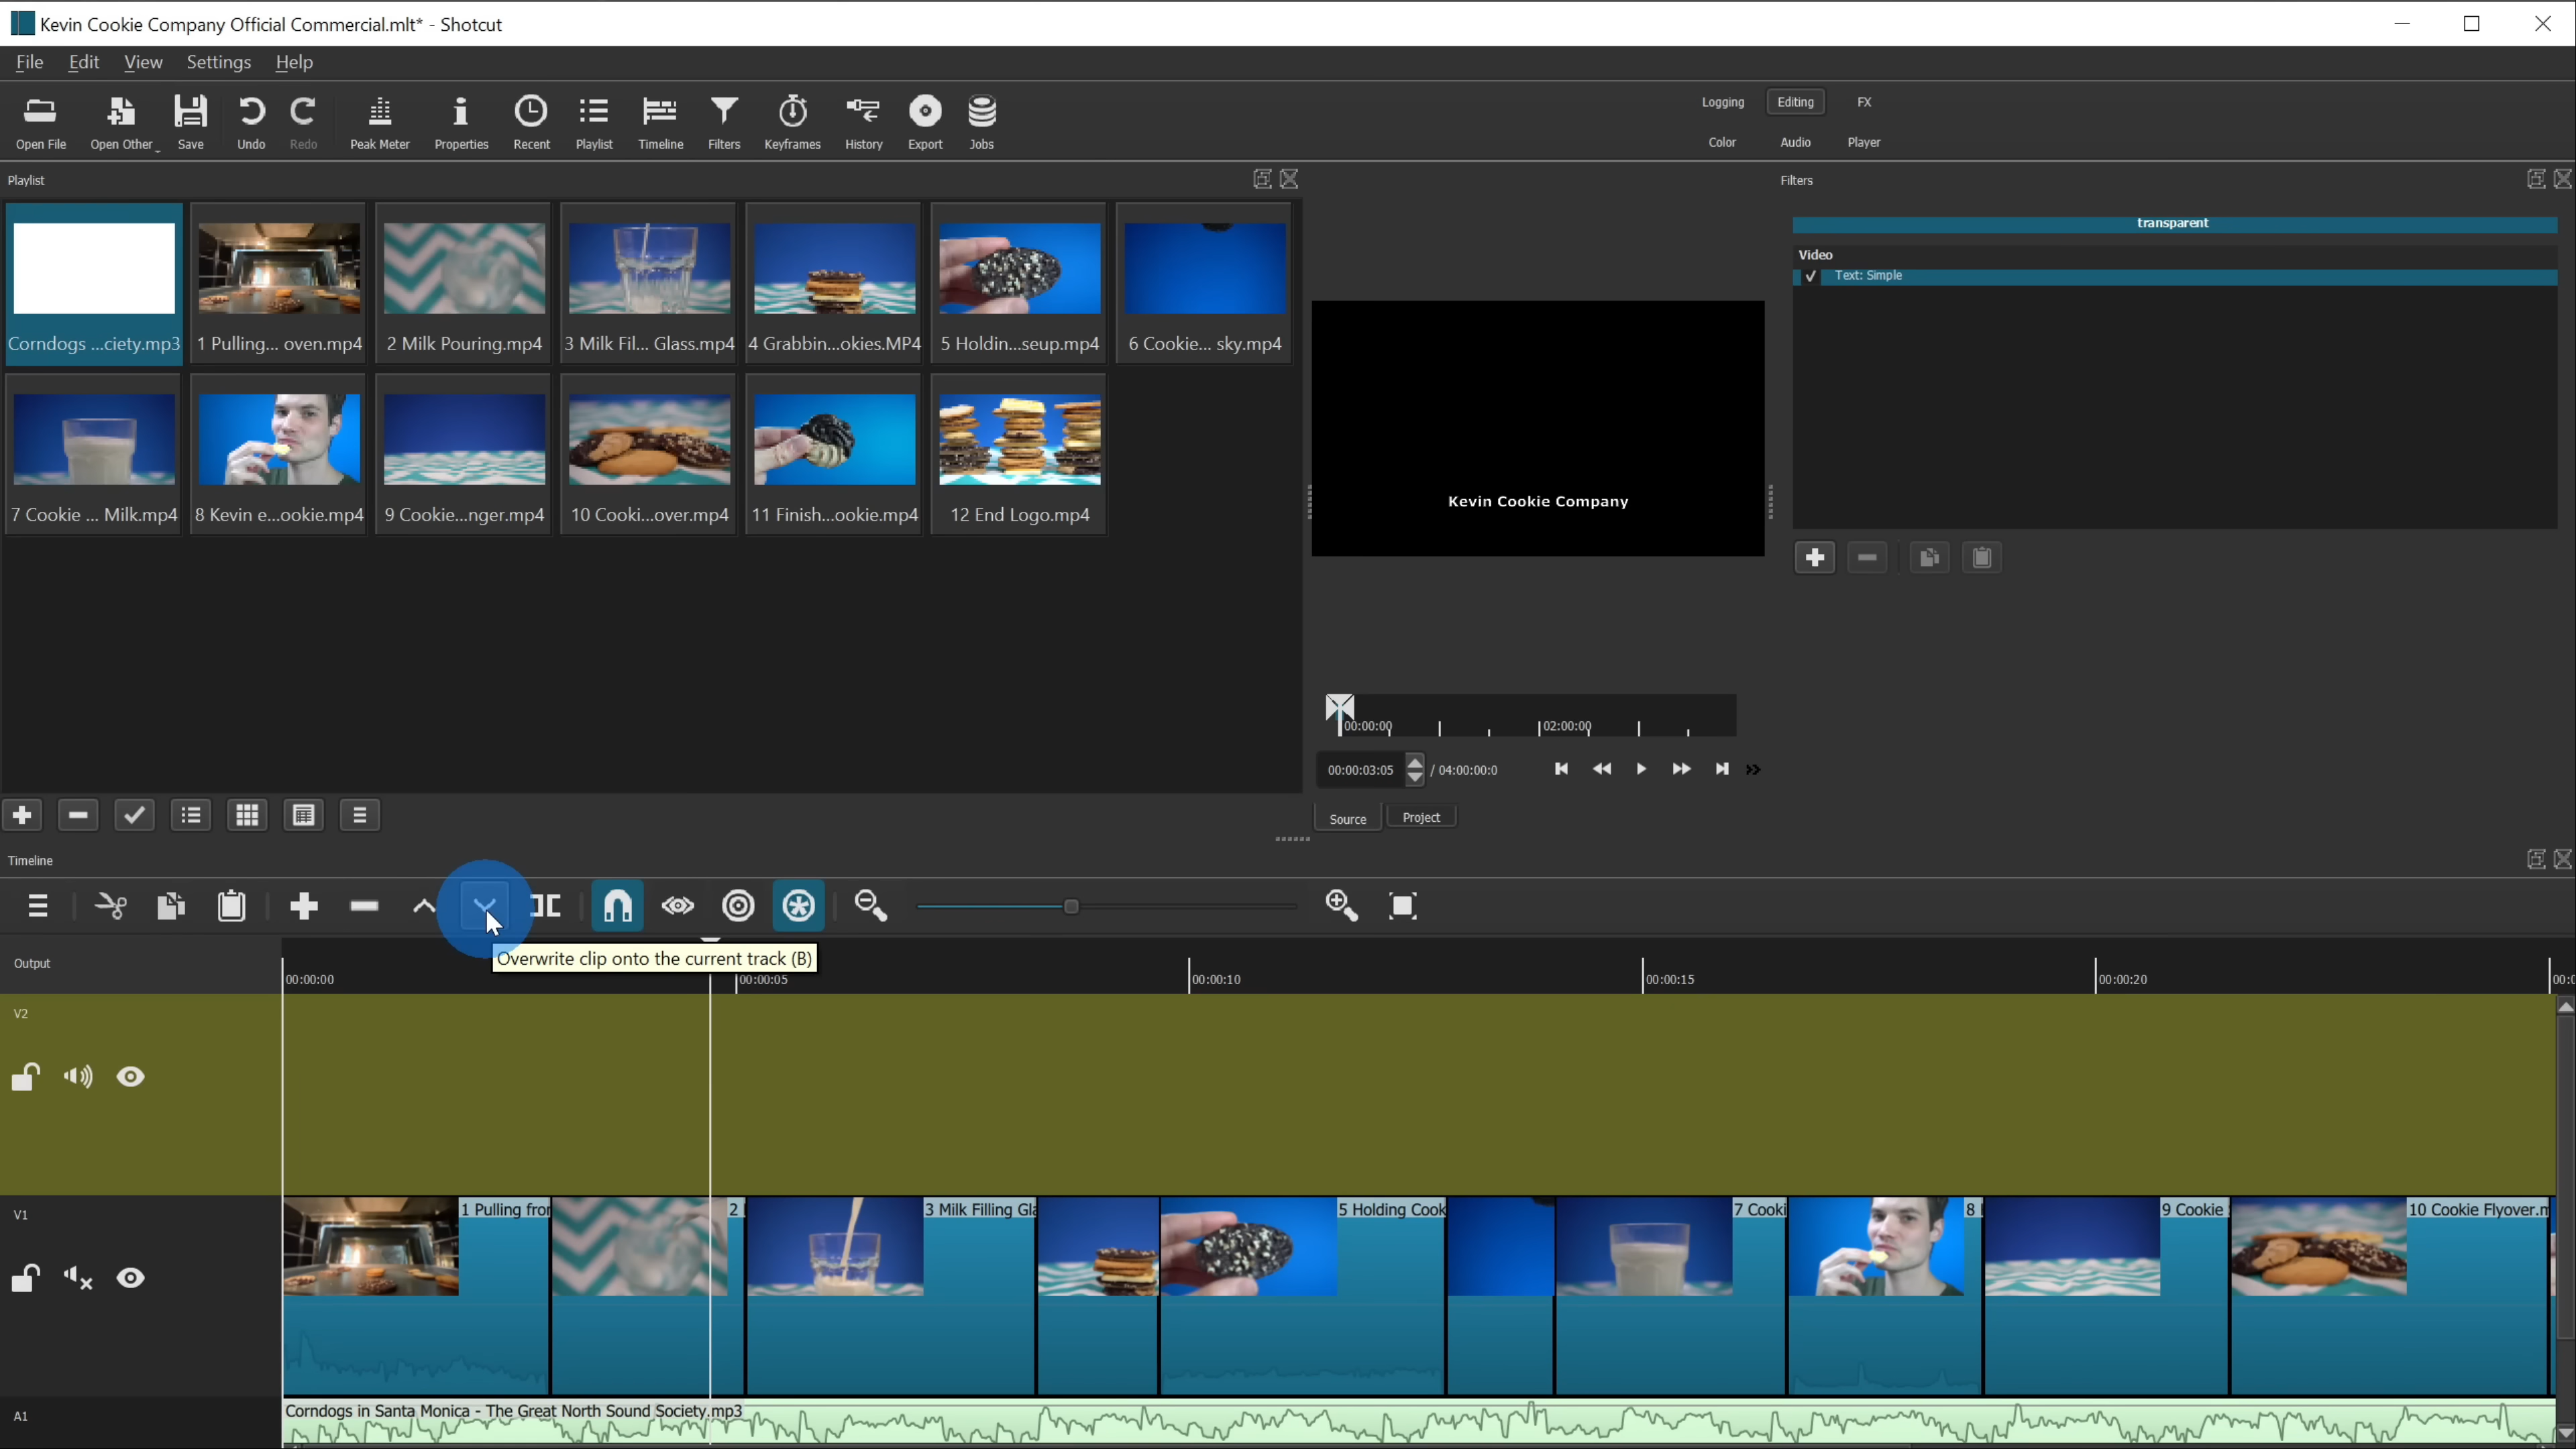 Kevin Cookie Company Official Commercial.mlt* - Shotcut
File Edit View Settings Help
Open File Open Other Save Undo Redo Peak Meter Properties Recent Playlist Timeline Filters Keyframes History Export Jobs
Logging Editing FX
Color Audio Player
Playlist
Filters
Corndogs ...ciety.mp3 1 Pulling... oven.mp4 2 Milk Pouring.mp4 3 Milk Fil... Glass.mp4 4 Grabbin...okies.MP4 5 Holdin...seup.mp4 6 Cookie... sky.mp4
7 Cookie ... Milk.mp4 8 Kevin e...ookie.mp4 9 Cookie...nger.mp4 10 Cooki...over.mp4 11 Finish...ookie.mp4 12 End Logo.mp4
Kevin Cookie Company
transparent
Video
✓ Text: Simple
00:00:00 02:00:00
00:00:03:05 / 04:00:00:0
Source Project
Timeline
Overwrite clip onto the current track (B)
Output
00:00:00 00:00:05 00:00:10 00:00:15 00:00:20 00:0
V2
V1
1 Pulling fror 2 3 Milk Filling Gla 5 Holding Cook 7 Cooki 8 9 Cookie 10 Cookie Flyover.m
A1
Corndogs in Santa Monica - The Great North Sound Society.mp3